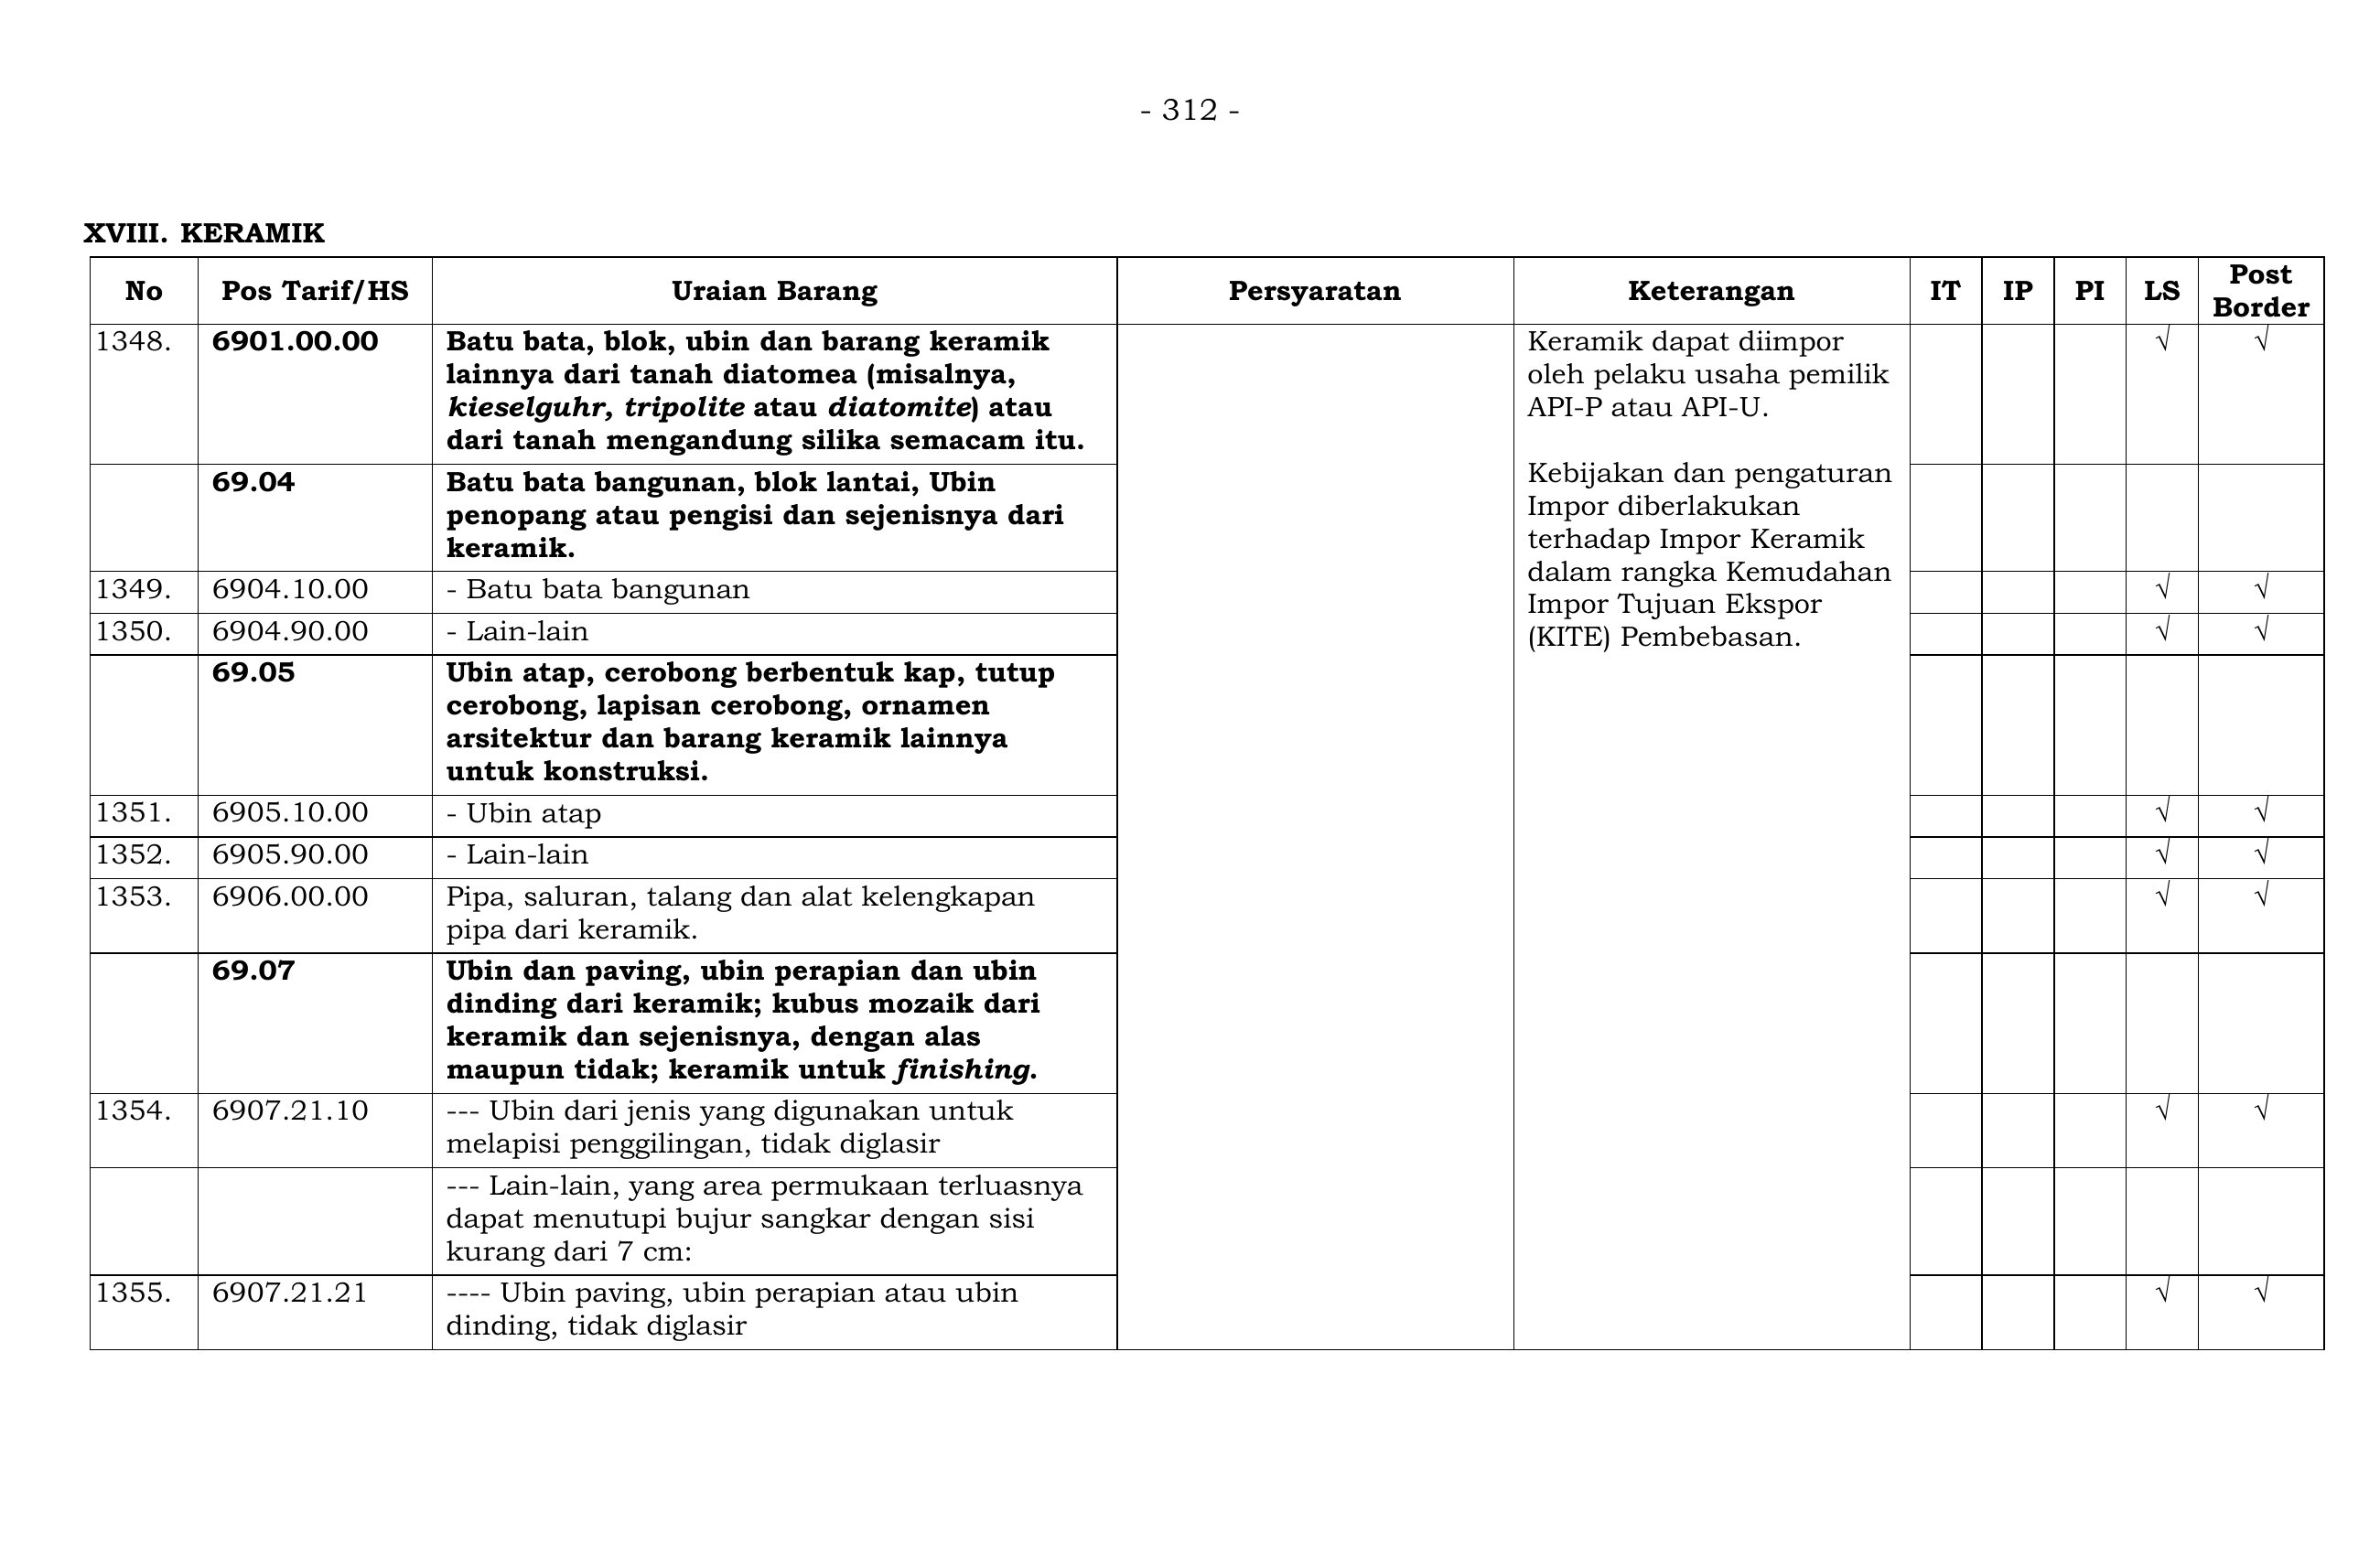 - 312 -
XVIII. KERAMIK
No Pos Tarif/HS Uraian Barang Persyaratan Keterangan IT IP PI LS Post Border
1348. 6901.00.00 Batu bata, blok, ubin dan barang keramik
lainnya dari tanah diatomea (misalnya,
kieselguhr, tripolite atau diatomite) atau
dari tanah mengandung silika semacam itu.
Keramik dapat diimpor
oleh pelaku usaha pemilik
API-P atau API-U.
√ √
Kebijakan dan pengaturan
Impor diberlakukan
terhadap Impor Keramik
dalam rangka Kemudahan
Impor Tujuan Ekspor
(KITE) Pembebasan.
69.04 Batu bata bangunan, blok lantai, Ubin
penopang atau pengisi dan sejenisnya dari
keramik.
1349. 6904.10.00 - Batu bata bangunan √ √
1350. 6904.90.00 - Lain-lain √ √
69.05 Ubin atap, cerobong berbentuk kap, tutup
cerobong, lapisan cerobong, ornamen
arsitektur dan barang keramik lainnya
untuk konstruksi.
1351. 6905.10.00 - Ubin atap √ √
1352. 6905.90.00 - Lain-lain √ √
1353. 6906.00.00 Pipa, saluran, talang dan alat kelengkapan √ √
pipa dari keramik.
69.07 Ubin dan paving, ubin perapian dan ubin
dinding dari keramik; kubus mozaik dari
keramik dan sejenisnya, dengan alas
maupun tidak; keramik untuk finishing.
1354. 6907.21.10 --- Ubin dari jenis yang digunakan untuk √ √
melapisi penggilingan, tidak diglasir
--- Lain-lain, yang area permukaan terluasnya
dapat menutupi bujur sangkar dengan sisi
kurang dari 7 cm:
1355. 6907.21.21 ---- Ubin paving, ubin perapian atau ubin √ √
dinding, tidak diglasir